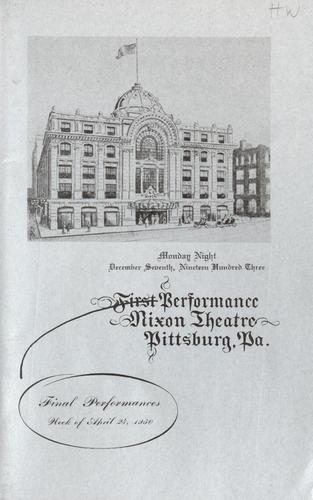 HW
Monday Night
December Seventh, Nineteen Hundred Three
First Performance
Nixon Theatre
Pittsburg, Pa.
Final Performances
Week of April 24, 1950